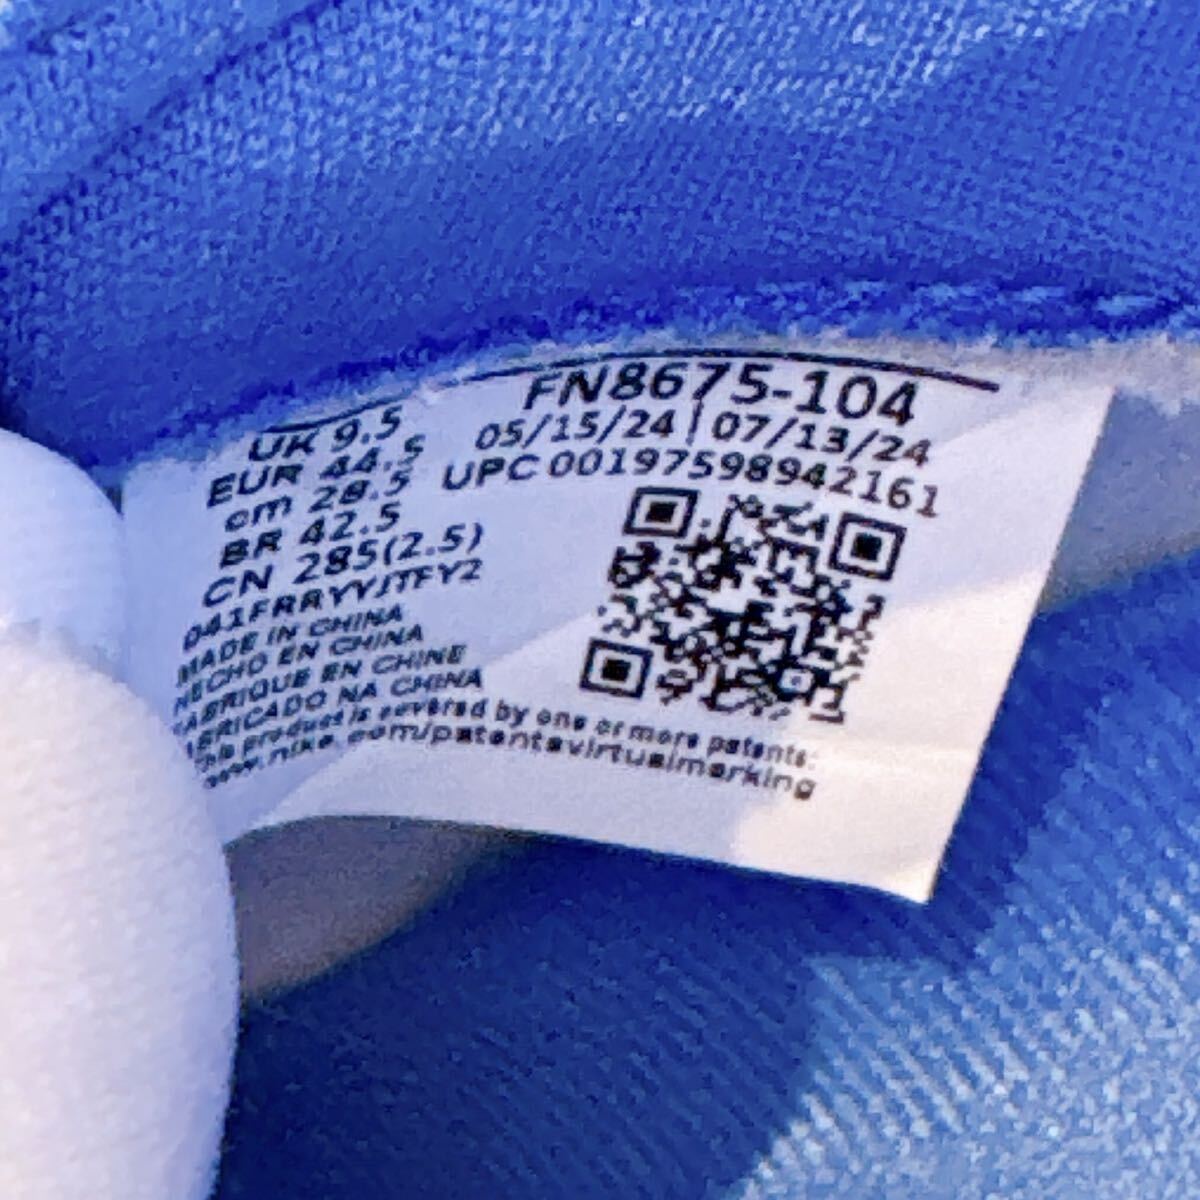 FN8675-104
05/15/24 | 07/13/24
UPC 00197598942161
UK 9.5
EUR 44.5
cm 28.5
BR 42.5
CN 285(2.5)
041FRRYYJTFY2
MADE IN CHINA
HECHO EN CHINA
FABRIQUE EN CHINE
FABRICADO NA CHINA
This product is covered by one or more patents:
www.nike.com/patentsvirtualmarking